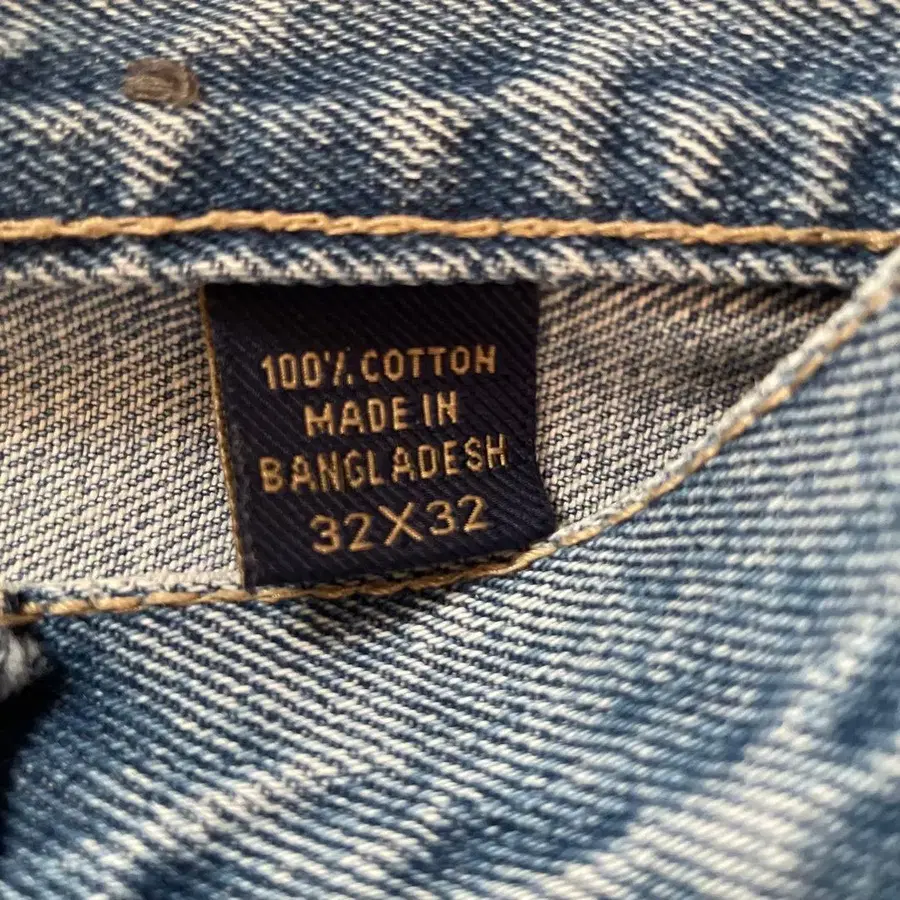 100% COTTON
MADE IN
BANGLADESH
32X32